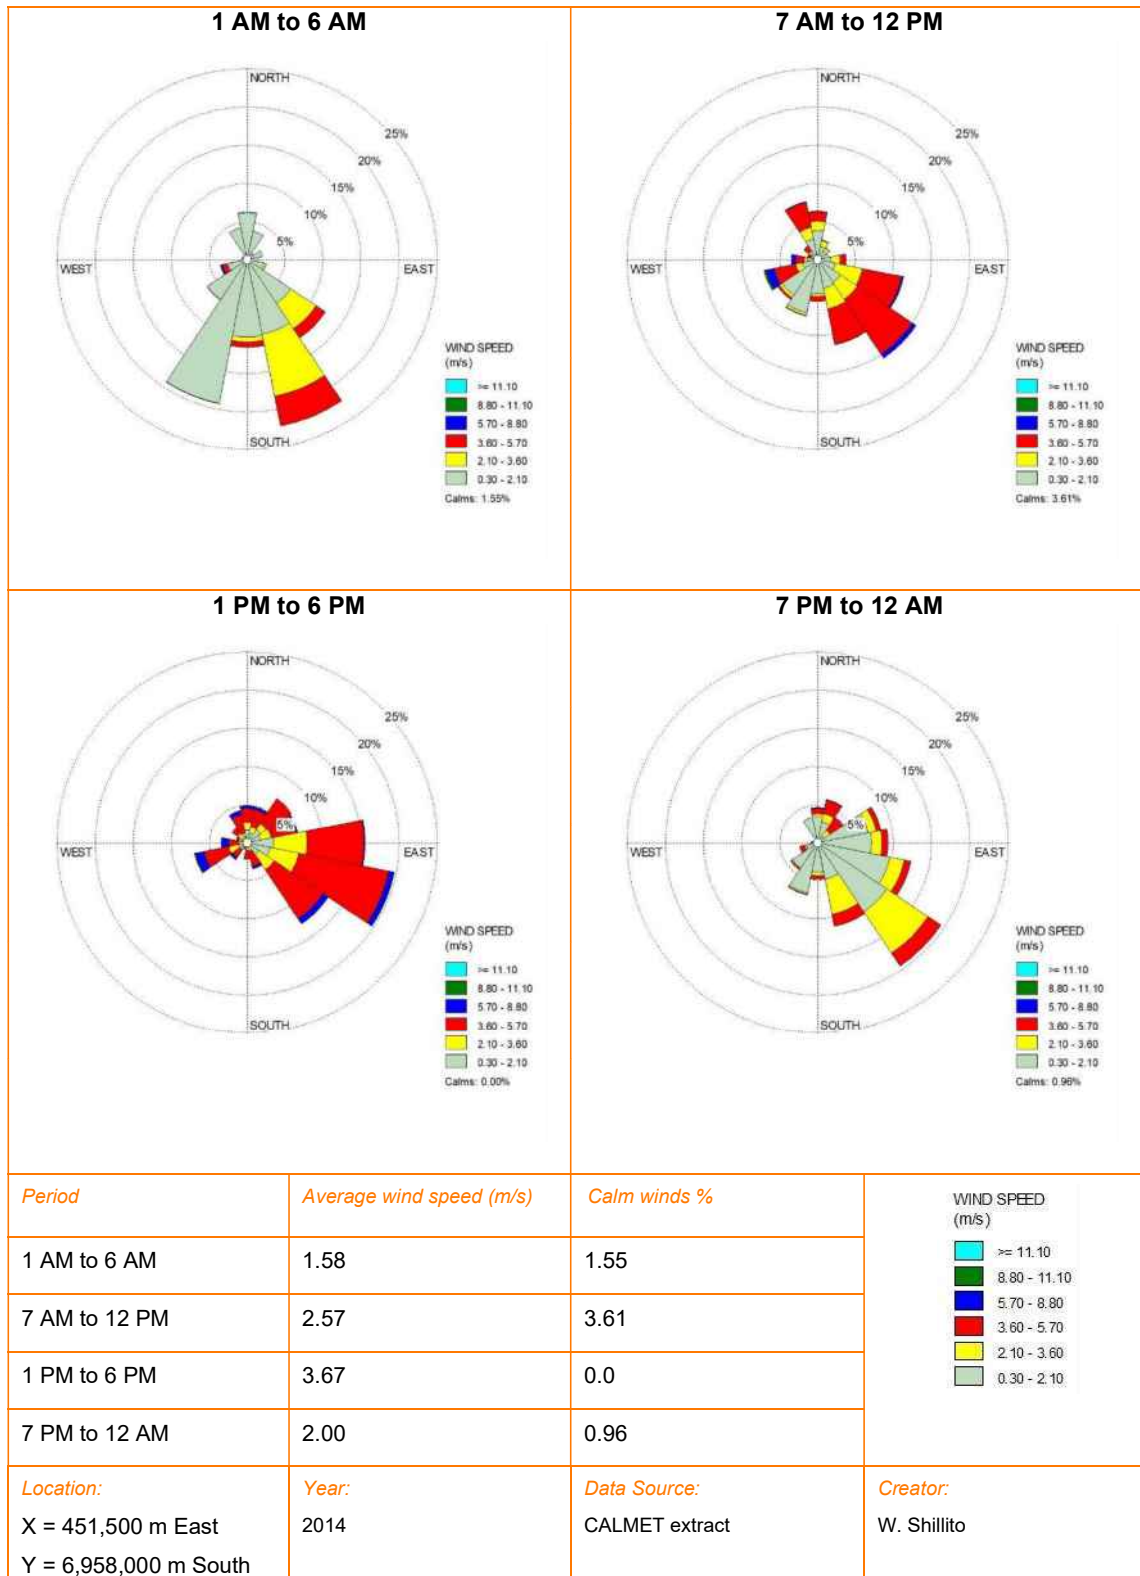 1 AM to 6 AM
NORTH
25%
20%
15%
10%
5%
WEST
EAST
SOUTH
WIND SPEED
(m/s)
>= 11.10
8.80 - 11.10
5.70 - 8.80
3.60 - 5.70
2.10 - 3.60
0.30 - 2.10
Calms: 1.55%
7 AM to 12 PM
NORTH
25%
20%
15%
10%
5%
WEST
EAST
SOUTH
WIND SPEED
(m/s)
>= 11.10
8.80 - 11.10
5.70 - 8.80
3.60 - 5.70
2.10 - 3.60
0.30 - 2.10
Calms: 3.61%
1 PM to 6 PM
NORTH
25%
20%
15%
10%
5%
WEST
EAST
SOUTH
WIND SPEED
(m/s)
>= 11.10
8.80 - 11.10
5.70 - 8.80
3.60 - 5.70
2.10 - 3.60
0.30 - 2.10
Calms: 0.00%
7 PM to 12 AM
NORTH
25%
20%
15%
10%
5%
WEST
EAST
SOUTH
WIND SPEED
(m/s)
>= 11.10
8.80 - 11.10
5.70 - 8.80
3.60 - 5.70
2.10 - 3.60
0.30 - 2.10
Calms: 0.96%
Period Average wind speed (m/s) Calm winds %
1 AM to 6 AM 1.58 1.55
7 AM to 12 PM 2.57 3.61
1 PM to 6 PM 3.67 0.0
7 PM to 12 AM 2.00 0.96
WIND SPEED
(m/s)
>= 11.10
8.80 - 11.10
5.70 - 8.80
3.60 - 5.70
2.10 - 3.60
0.30 - 2.10
Location:
X = 451,500 m East
Y = 6,958,000 m South
Year:
2014
Data Source:
CALMET extract
Creator:
W. Shillito